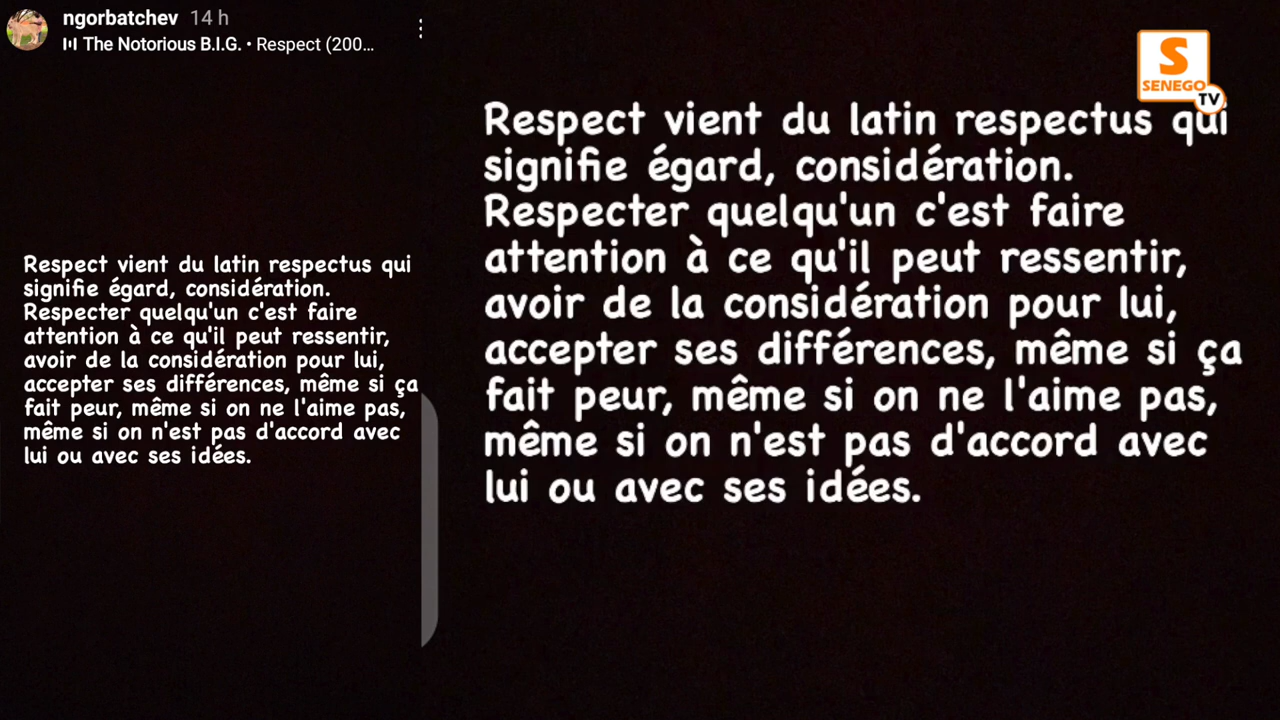 ngorbatchev 14 h
The Notorious B.I.G. • Respect (200...
Respect vient du latin respectus qui
signifie égard, considération.
Respecter quelqu'un c'est faire
attention à ce qu'il peut ressentir,
avoir de la considération pour lui,
accepter ses différences, même si ça
fait peur, même si on ne l'aime pas,
même si on n'est pas d'accord avec
lui ou avec ses idées.
S
SENEGO
TV
Respect vient du latin respectus qui
signifie égard, considération.
Respecter quelqu'un c'est faire
attention à ce qu'il peut ressentir,
avoir de la considération pour lui,
accepter ses différences, même si ça
fait peur, même si on ne l'aime pas,
même si on n'est pas d'accord avec
lui ou avec ses idées.